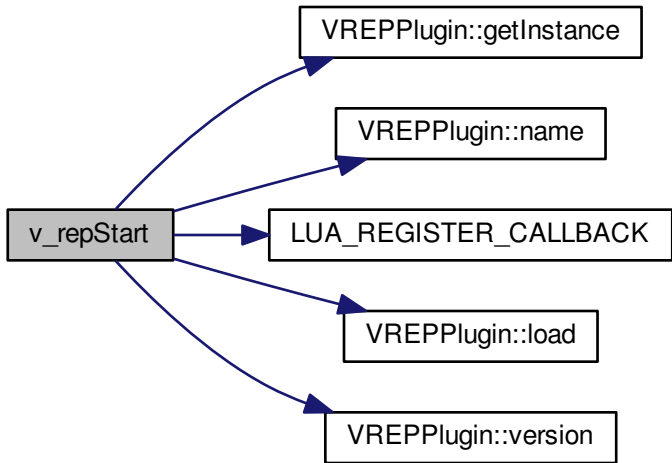 VREPPlugin::getInstance
VREPPlugin::name
v_repStart
LUA_REGISTER_CALLBACK
VREPPlugin::load
VREPPlugin::version